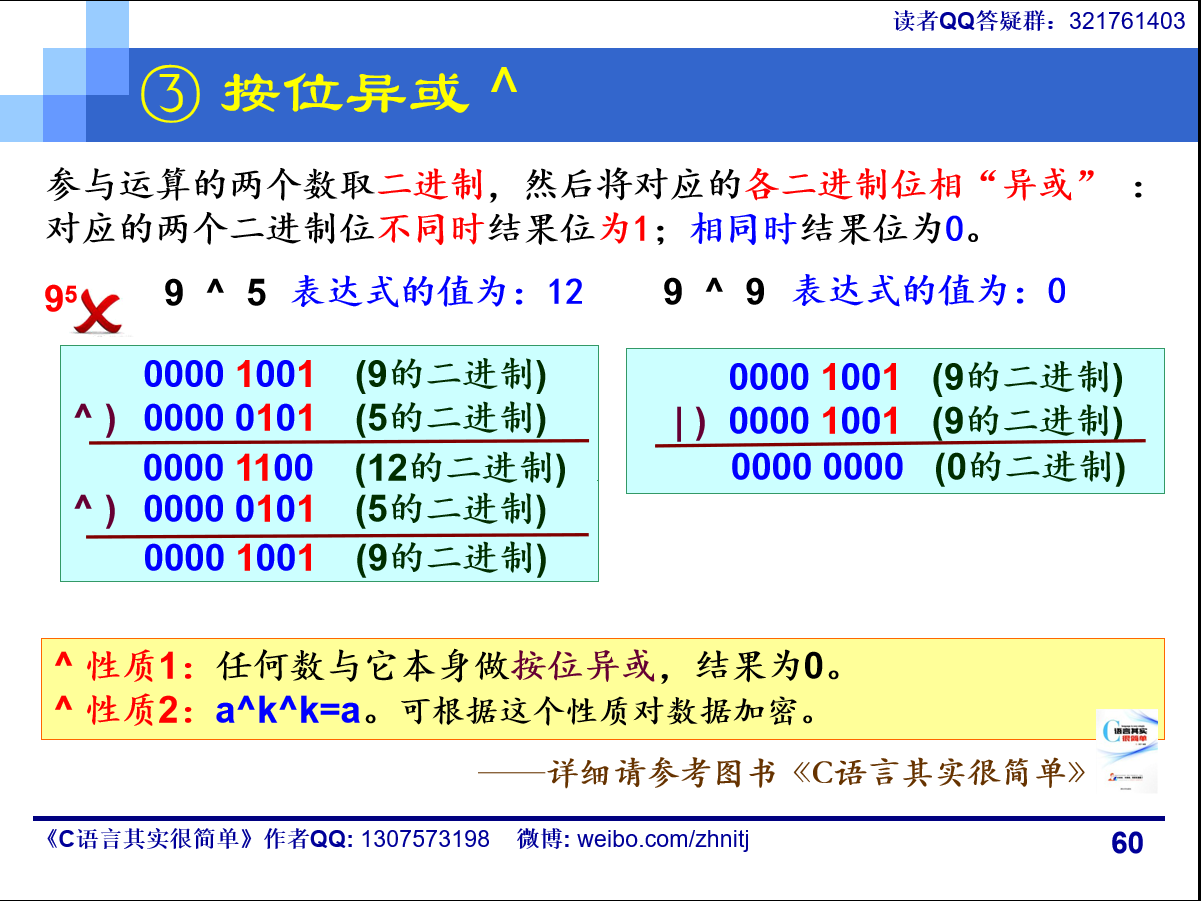 读者QQ答疑群：321761403
③ 按位异或 ^
参与运算的两个数取二进制，然后将对应的各二进制位相“异或” ：
对应的两个二进制位不同时结果位为1；相同时结果位为0。
9⁵ 9 ^ 5 表达式的值为：12 9 ^ 9 表达式的值为：0
0000 1001 (9的二进制)
^ ) 0000 0101 (5的二进制)
0000 1100 (12的二进制)
^ ) 0000 0101 (5的二进制)
0000 1001 (9的二进制)
0000 1001 (9的二进制)
| ) 0000 1001 (9的二进制)
0000 0000 (0的二进制)
^ 性质1：任何数与它本身做按位异或，结果为0。
^ 性质2：a^k^k=a。可根据这个性质对数据加密。
C语言其实
很简单
——详细请参考图书《C语言其实很简单》
《C语言其实很简单》作者QQ: 1307573198 微博: weibo.com/zhnitj
60